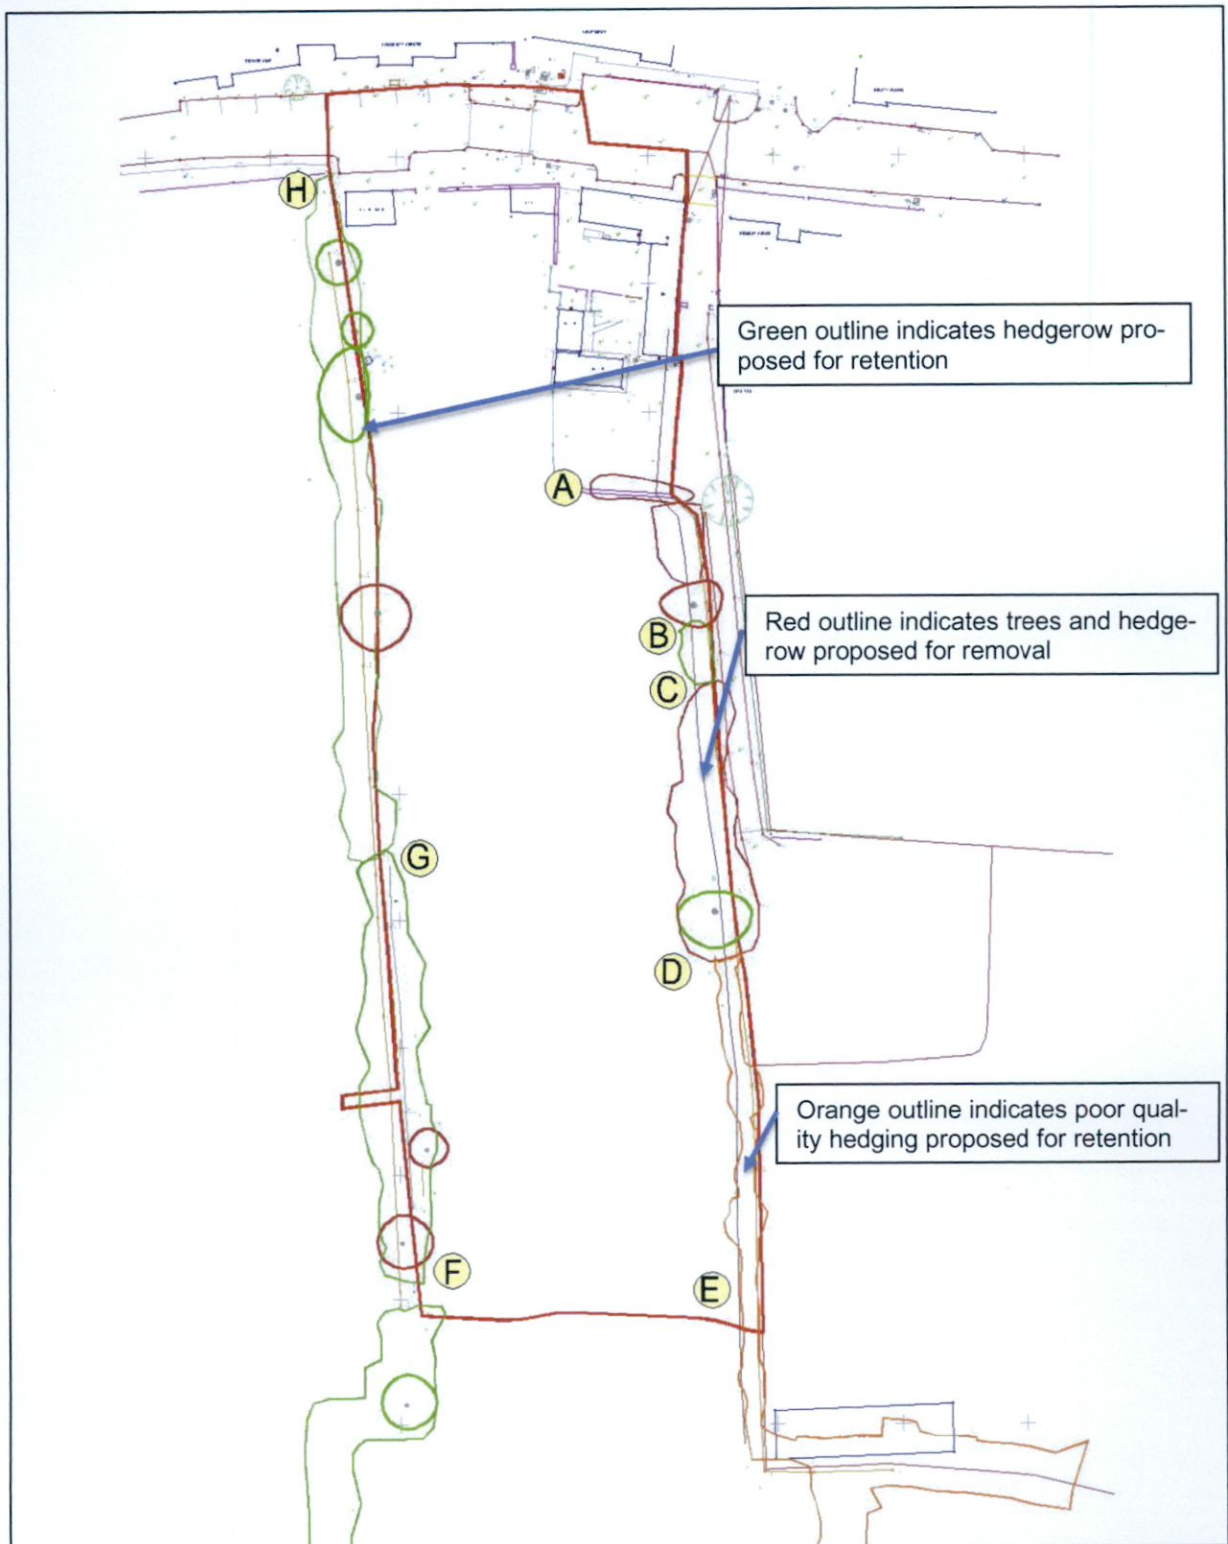 H
Green outline indicates hedgerow pro-
posed for retention
A
Red outline indicates trees and hedge-
row proposed for removal
B
C
G
D
Orange outline indicates poor qual-
ity hedging proposed for retention
F
E